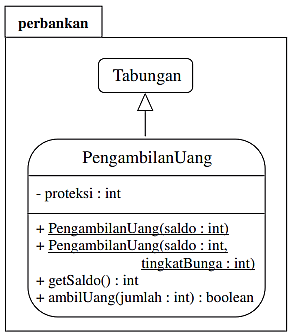 perbankan
Tabungan
PengambilanUang
- proteksi : int
+ PengambilanUang(saldo : int)
+ PengambilanUang(saldo : int,
tingkatBunga : int)
+ getSaldo() : int
+ ambilUang(jumlah : int) : boolean